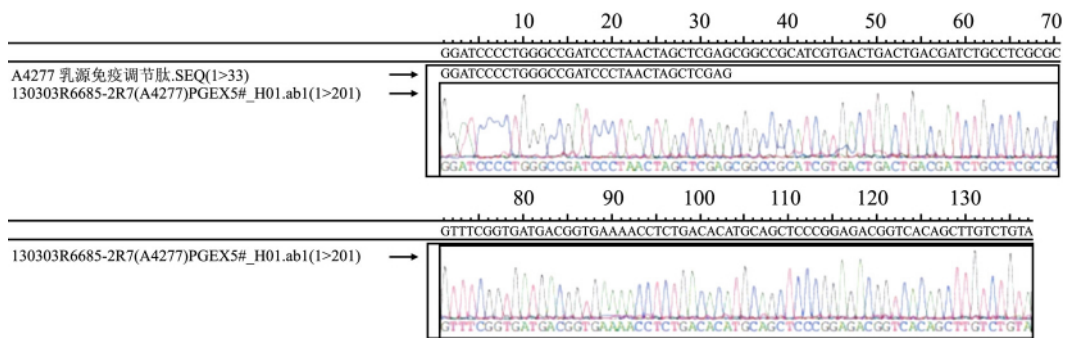 10 20 30 40 50 60 70
GGATCCCCTGGGCCGATCCCTAACTAGCTCGAGCGGCCGCATCGTGACTGACTGACGATCTGCCTCGCGC
A4277 乳源免疫调节肽.SEQ(1>33) → GGATCCCCTGGGCCGATCCCTAACTAGCTCGAG
130303R6685-2R7(A4277)PGEX5#_H01.ab1(1>201) →
GGATCCCCTGGGCCGATCCCTAACTAGCTCGAGCGGCCGCATCGTGACTGACTGACGATCTGCCTCGCGC
80 90 100 110 120 130
GTTTCGGTGATGACGGTGAAAACCTCTGACACATGCAGCTCCCGGAGACGGTCACAGCTTGTCTGTA
130303R6685-2R7(A4277)PGEX5#_H01.ab1(1>201) →
GTTTCGGTGATGACGGTGAAAACCTCTGACACATGCAGCTCCCGGAGACGGTCACAGCTTGTCTGTA